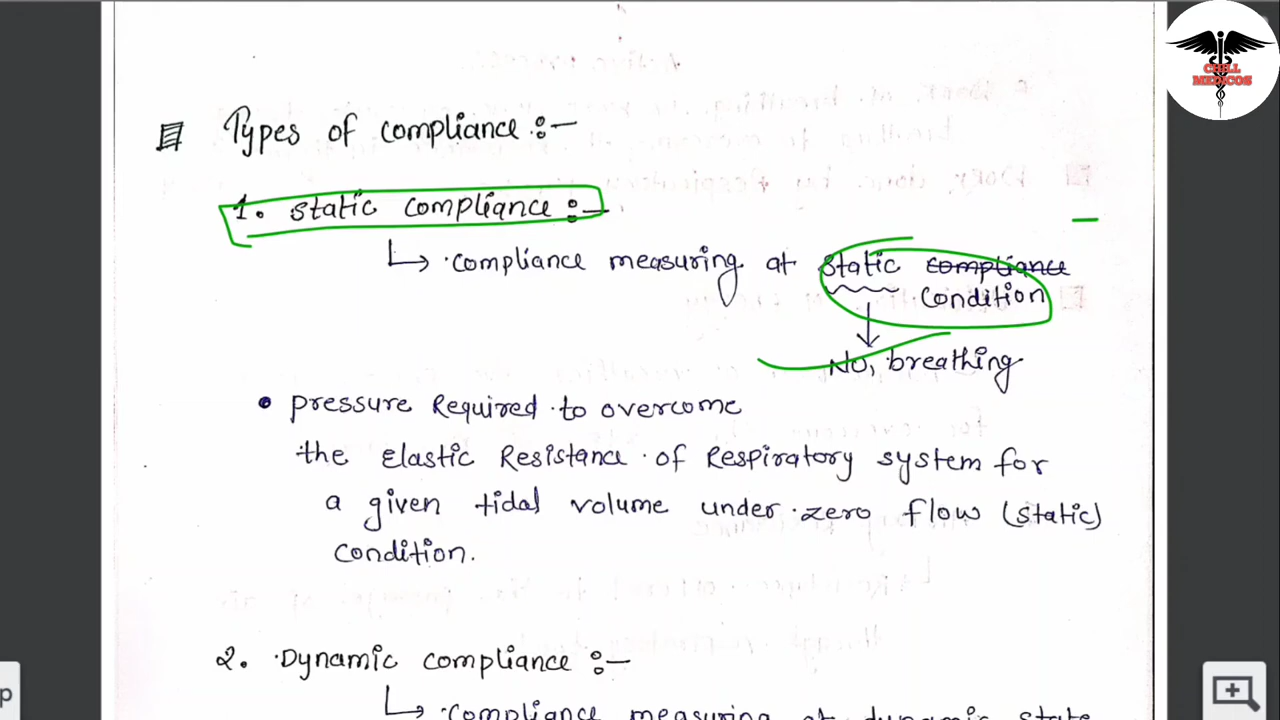 CHILL
MEDICOS
Types of compliance :-
1. static compliance :-
compliance measuring at static compliance
condition
No, breathing
• pressure Required to overcome
the elastic Resistance of Respiratory system for
a given tidal volume under zero flow (static)
condition.
2. Dynamic compliance :-
compliance measuring at dynamic state
p